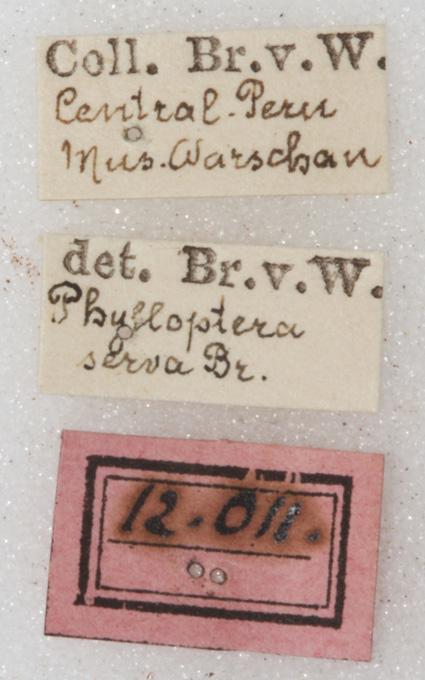 Coll. Br.v.W.
Central-Peru
Mus.Warschau
det. Br.v.W.
Phylloptera
serva Br.
12.011.